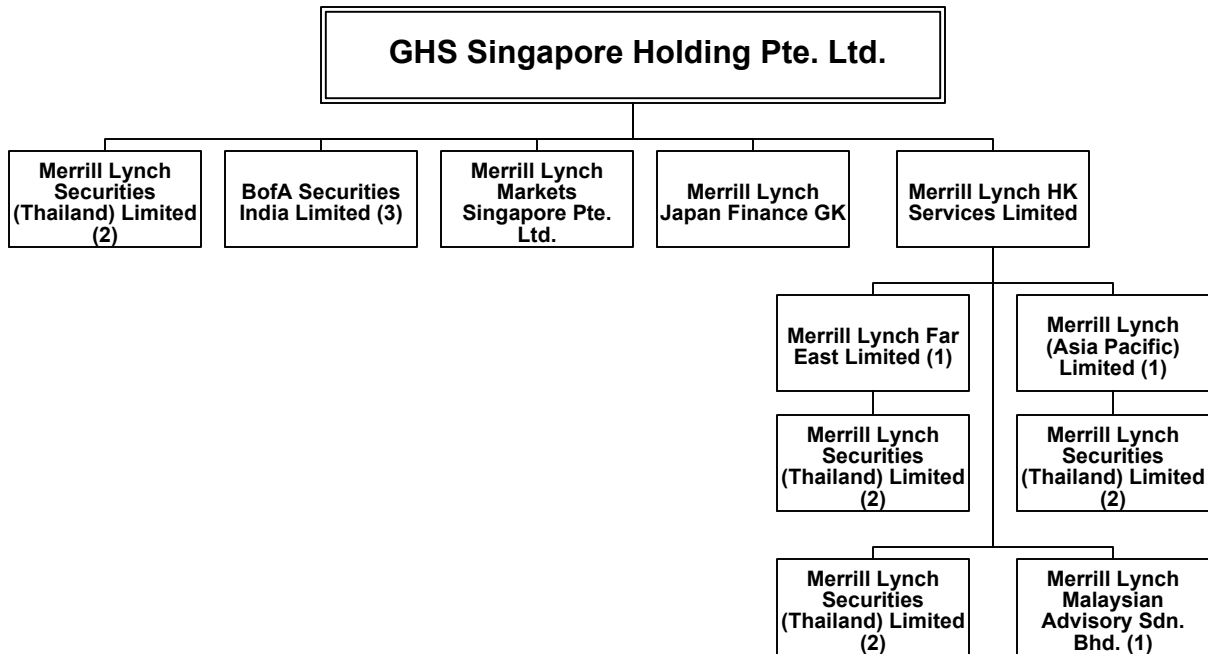 GHS Singapore Holding Pte. Ltd.
Merrill Lynch
Securities
(Thailand) Limited
(2)
BofA Securities
India Limited (3)
Merrill Lynch
Markets
Singapore Pte.
Ltd.
Merrill Lynch
Japan Finance GK
Merrill Lynch HK
Services Limited
Merrill Lynch Far
East Limited (1)
Merrill Lynch
(Asia Pacific)
Limited (1)
Merrill Lynch
Securities
(Thailand) Limited
(2)
Merrill Lynch
Securities
(Thailand) Limited
(2)
Merrill Lynch
Securities
(Thailand) Limited
(2)
Merrill Lynch
Malaysian
Advisory Sdn.
Bhd. (1)